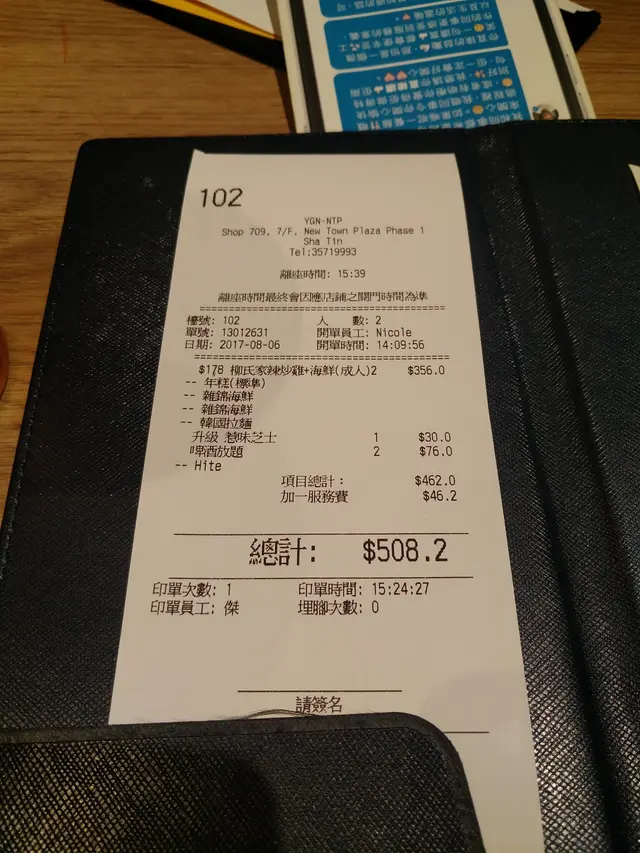 102
YGN-NTP
Shop 709, 7/F, New Town Plaza Phase 1
Sha Tin
Tel:35719993
離座時間: 15:39
離座時間最終會因應店鋪之關門時間為準
檯號: 102 人 數: 2
單號: 13012631 開單員工: Nicole
日期: 2017-08-06 開單時間: 14:09:56
$178 柳氏家辣炒雞+海鮮(成人)2 $356.0
-- 年糕(標準)
-- 雜錦海鮮
-- 雜錦海鮮
-- 韓國拉麵
升級 惹味芝士 1 $30.0
啤酒放題 2 $76.0
-- Hite
項目總計: $462.0
加一服務費 $46.2
總計: $508.2
印單次數: 1 印單時間: 15:24:27
印單員工: 傑 埋腳次數: 0
請簽名